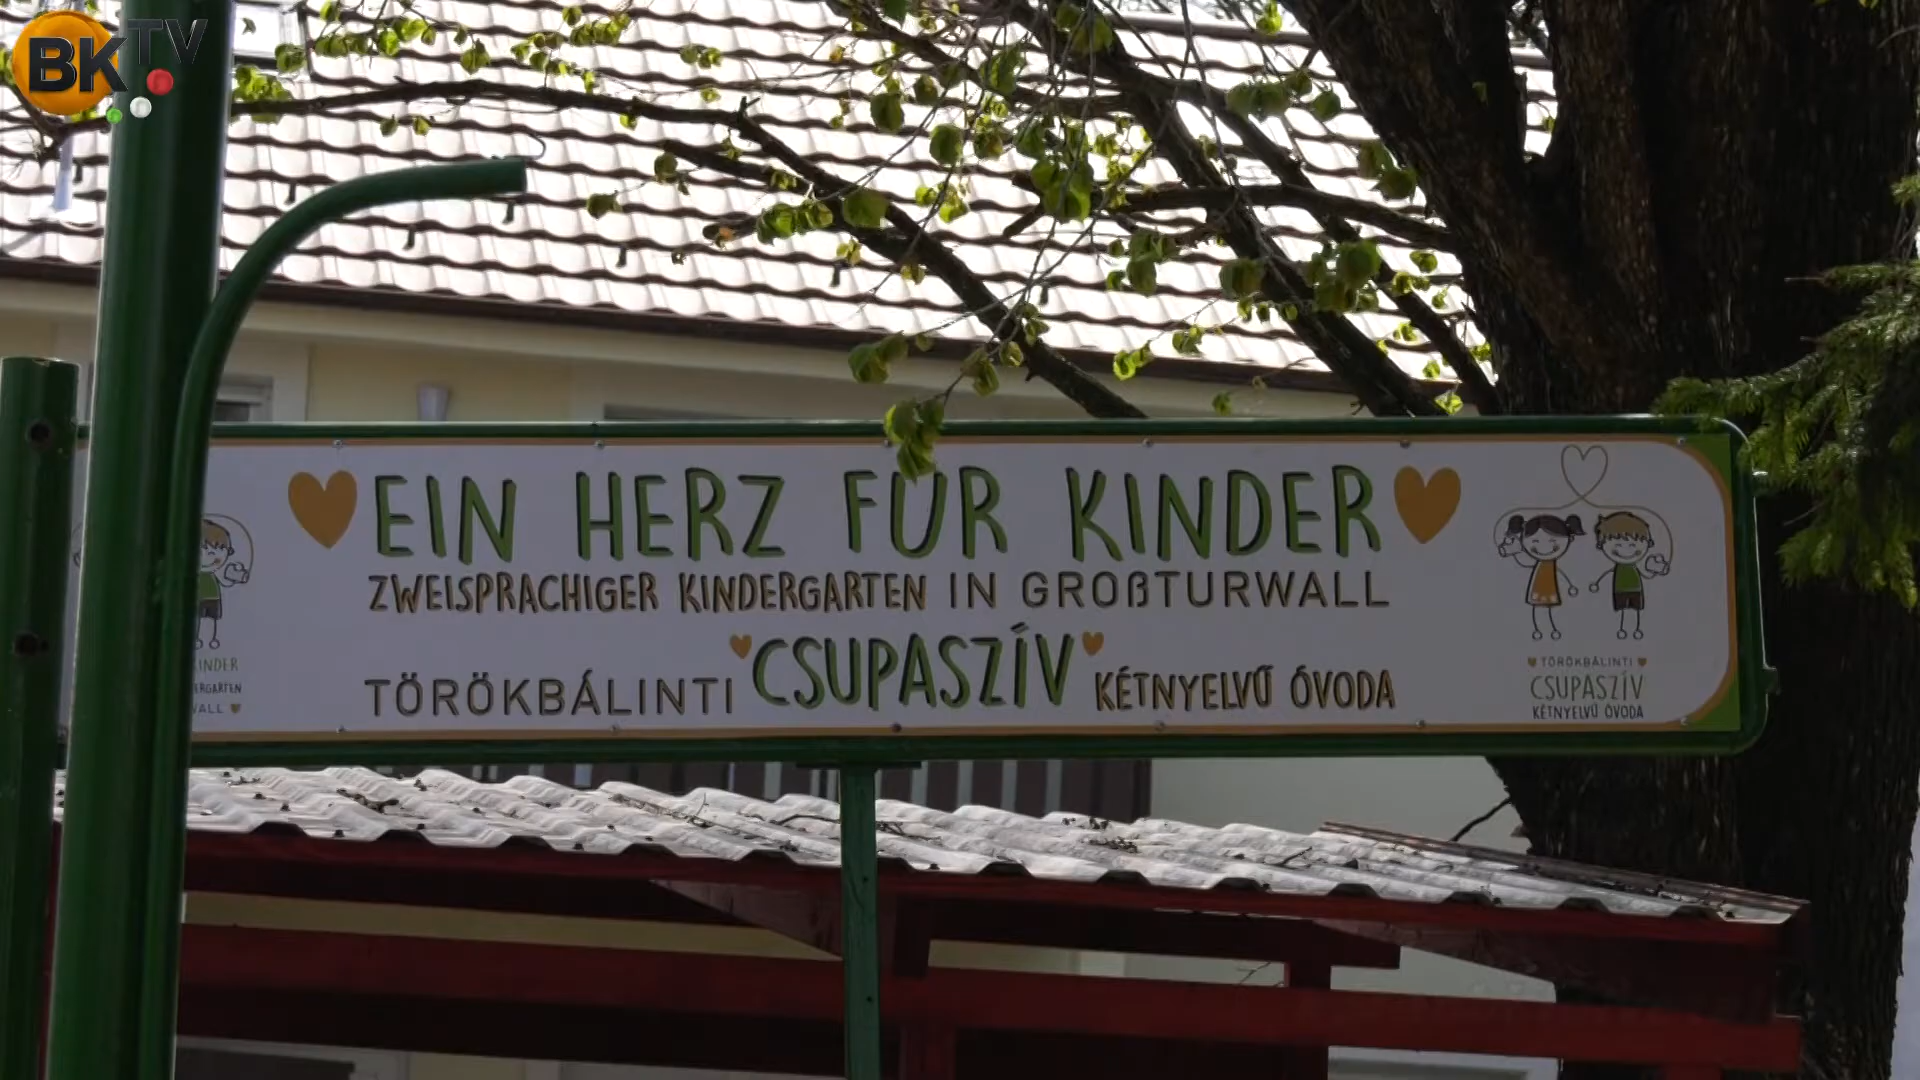 BKTV
EIN HERZ FÜR KINDER
ZWEISPRACHIGER KINDERGARTEN IN GROßTURWALL
TÖRÖKBÁLINTI CSUPASZÍV KÉTNYELVŰ ÓVODA
KINDER
WALL
TÖRÖKBÁLINTI
CSUPASZÍV
KÉTNYELVŰ ÓVODA